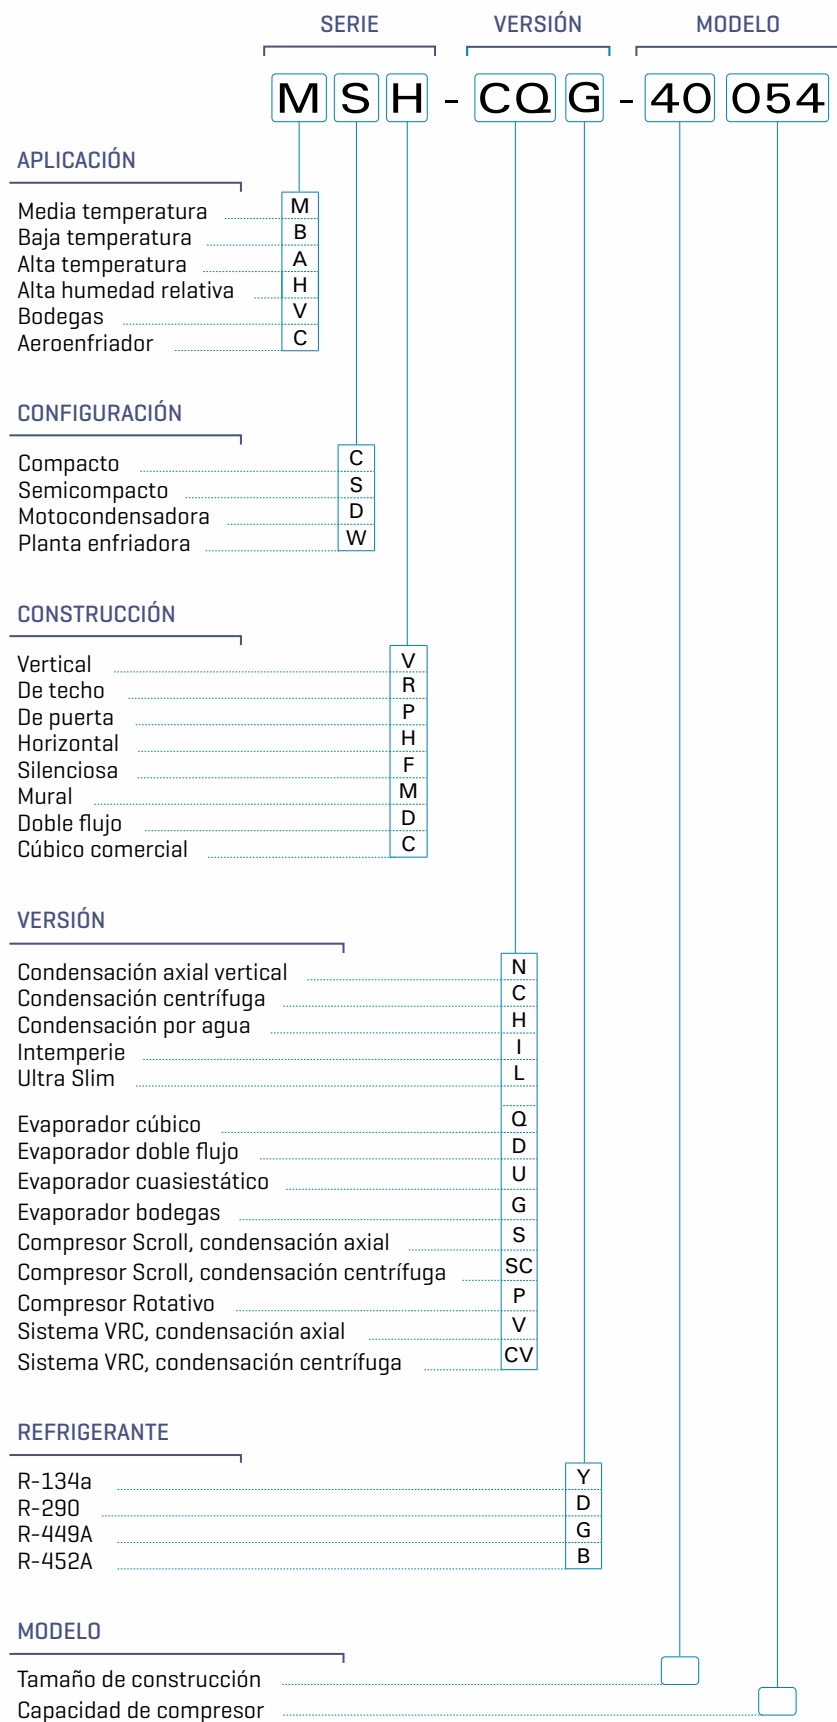 SERIE VERSIÓN MODELO
M S H - CQ G - 40 054
APLICACIÓN
Media temperatura M
Baja temperatura B
Alta temperatura A
Alta humedad relativa H
Bodegas V
Aeroenfriador C
CONFIGURACIÓN
Compacto C
Semicompacto S
Motocondensadora D
Planta enfriadora W
CONSTRUCCIÓN
Vertical V
De techo R
De puerta P
Horizontal H
Silenciosa F
Mural M
Doble flujo D
Cúbico comercial C
VERSIÓN
Condensación axial vertical N
Condensación centrífuga C
Condensación por agua H
Intemperie I
Ultra Slim L
Evaporador cúbico Q
Evaporador doble flujo D
Evaporador cuasiestático U
Evaporador bodegas G
Compresor Scroll, condensación axial S
Compresor Scroll, condensación centrífuga SC
Compresor Rotativo P
Sistema VRC, condensación axial V
Sistema VRC, condensación centrífuga CV
REFRIGERANTE
R-134a Y
R-290 D
R-449A G
R-452A B
MODELO
Tamaño de construcción
Capacidad de compresor